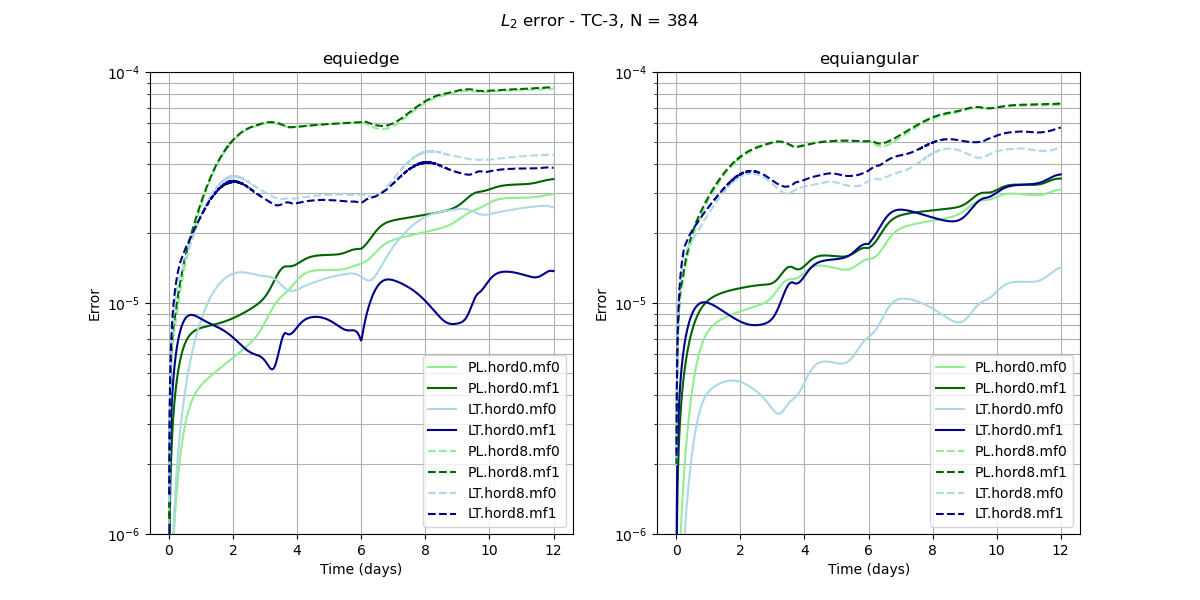 L₂ error - TC-3, N = 384
equiedge
10⁻⁴
10⁻⁵
10⁻⁶
Error
0 2 4 6 8 10 12
Time (days)
PL.hord0.mf0
PL.hord0.mf1
LT.hord0.mf0
LT.hord0.mf1
PL.hord8.mf0
PL.hord8.mf1
LT.hord8.mf0
LT.hord8.mf1
equiangular
10⁻⁴
10⁻⁵
10⁻⁶
Error
0 2 4 6 8 10 12
Time (days)
PL.hord0.mf0
PL.hord0.mf1
LT.hord0.mf0
LT.hord0.mf1
PL.hord8.mf0
PL.hord8.mf1
LT.hord8.mf0
LT.hord8.mf1